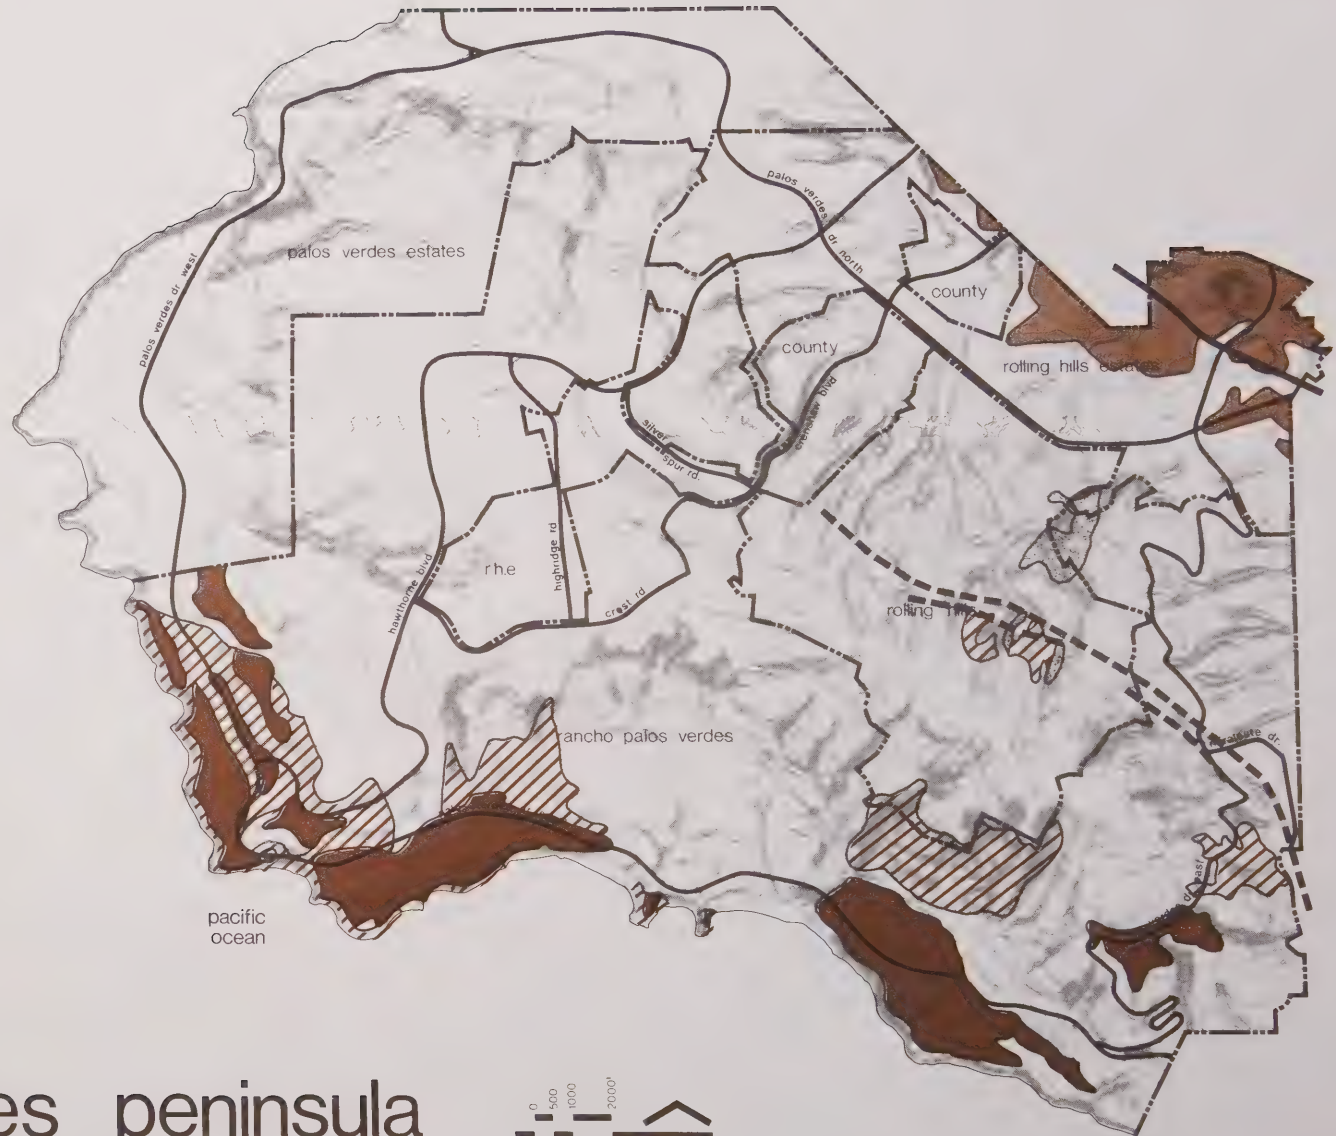 palos verdes dr north
palos verdes estates
palos verdes dr west
county
county
rolling hills estates
crenshaw blvd
silver
spur rd.
hawthorne blvd
r.h.e
highridge rd
crest rd
rolling hills
rancho palos verdes
pacific
ocean
0 500 1000 2000'
es peninsula